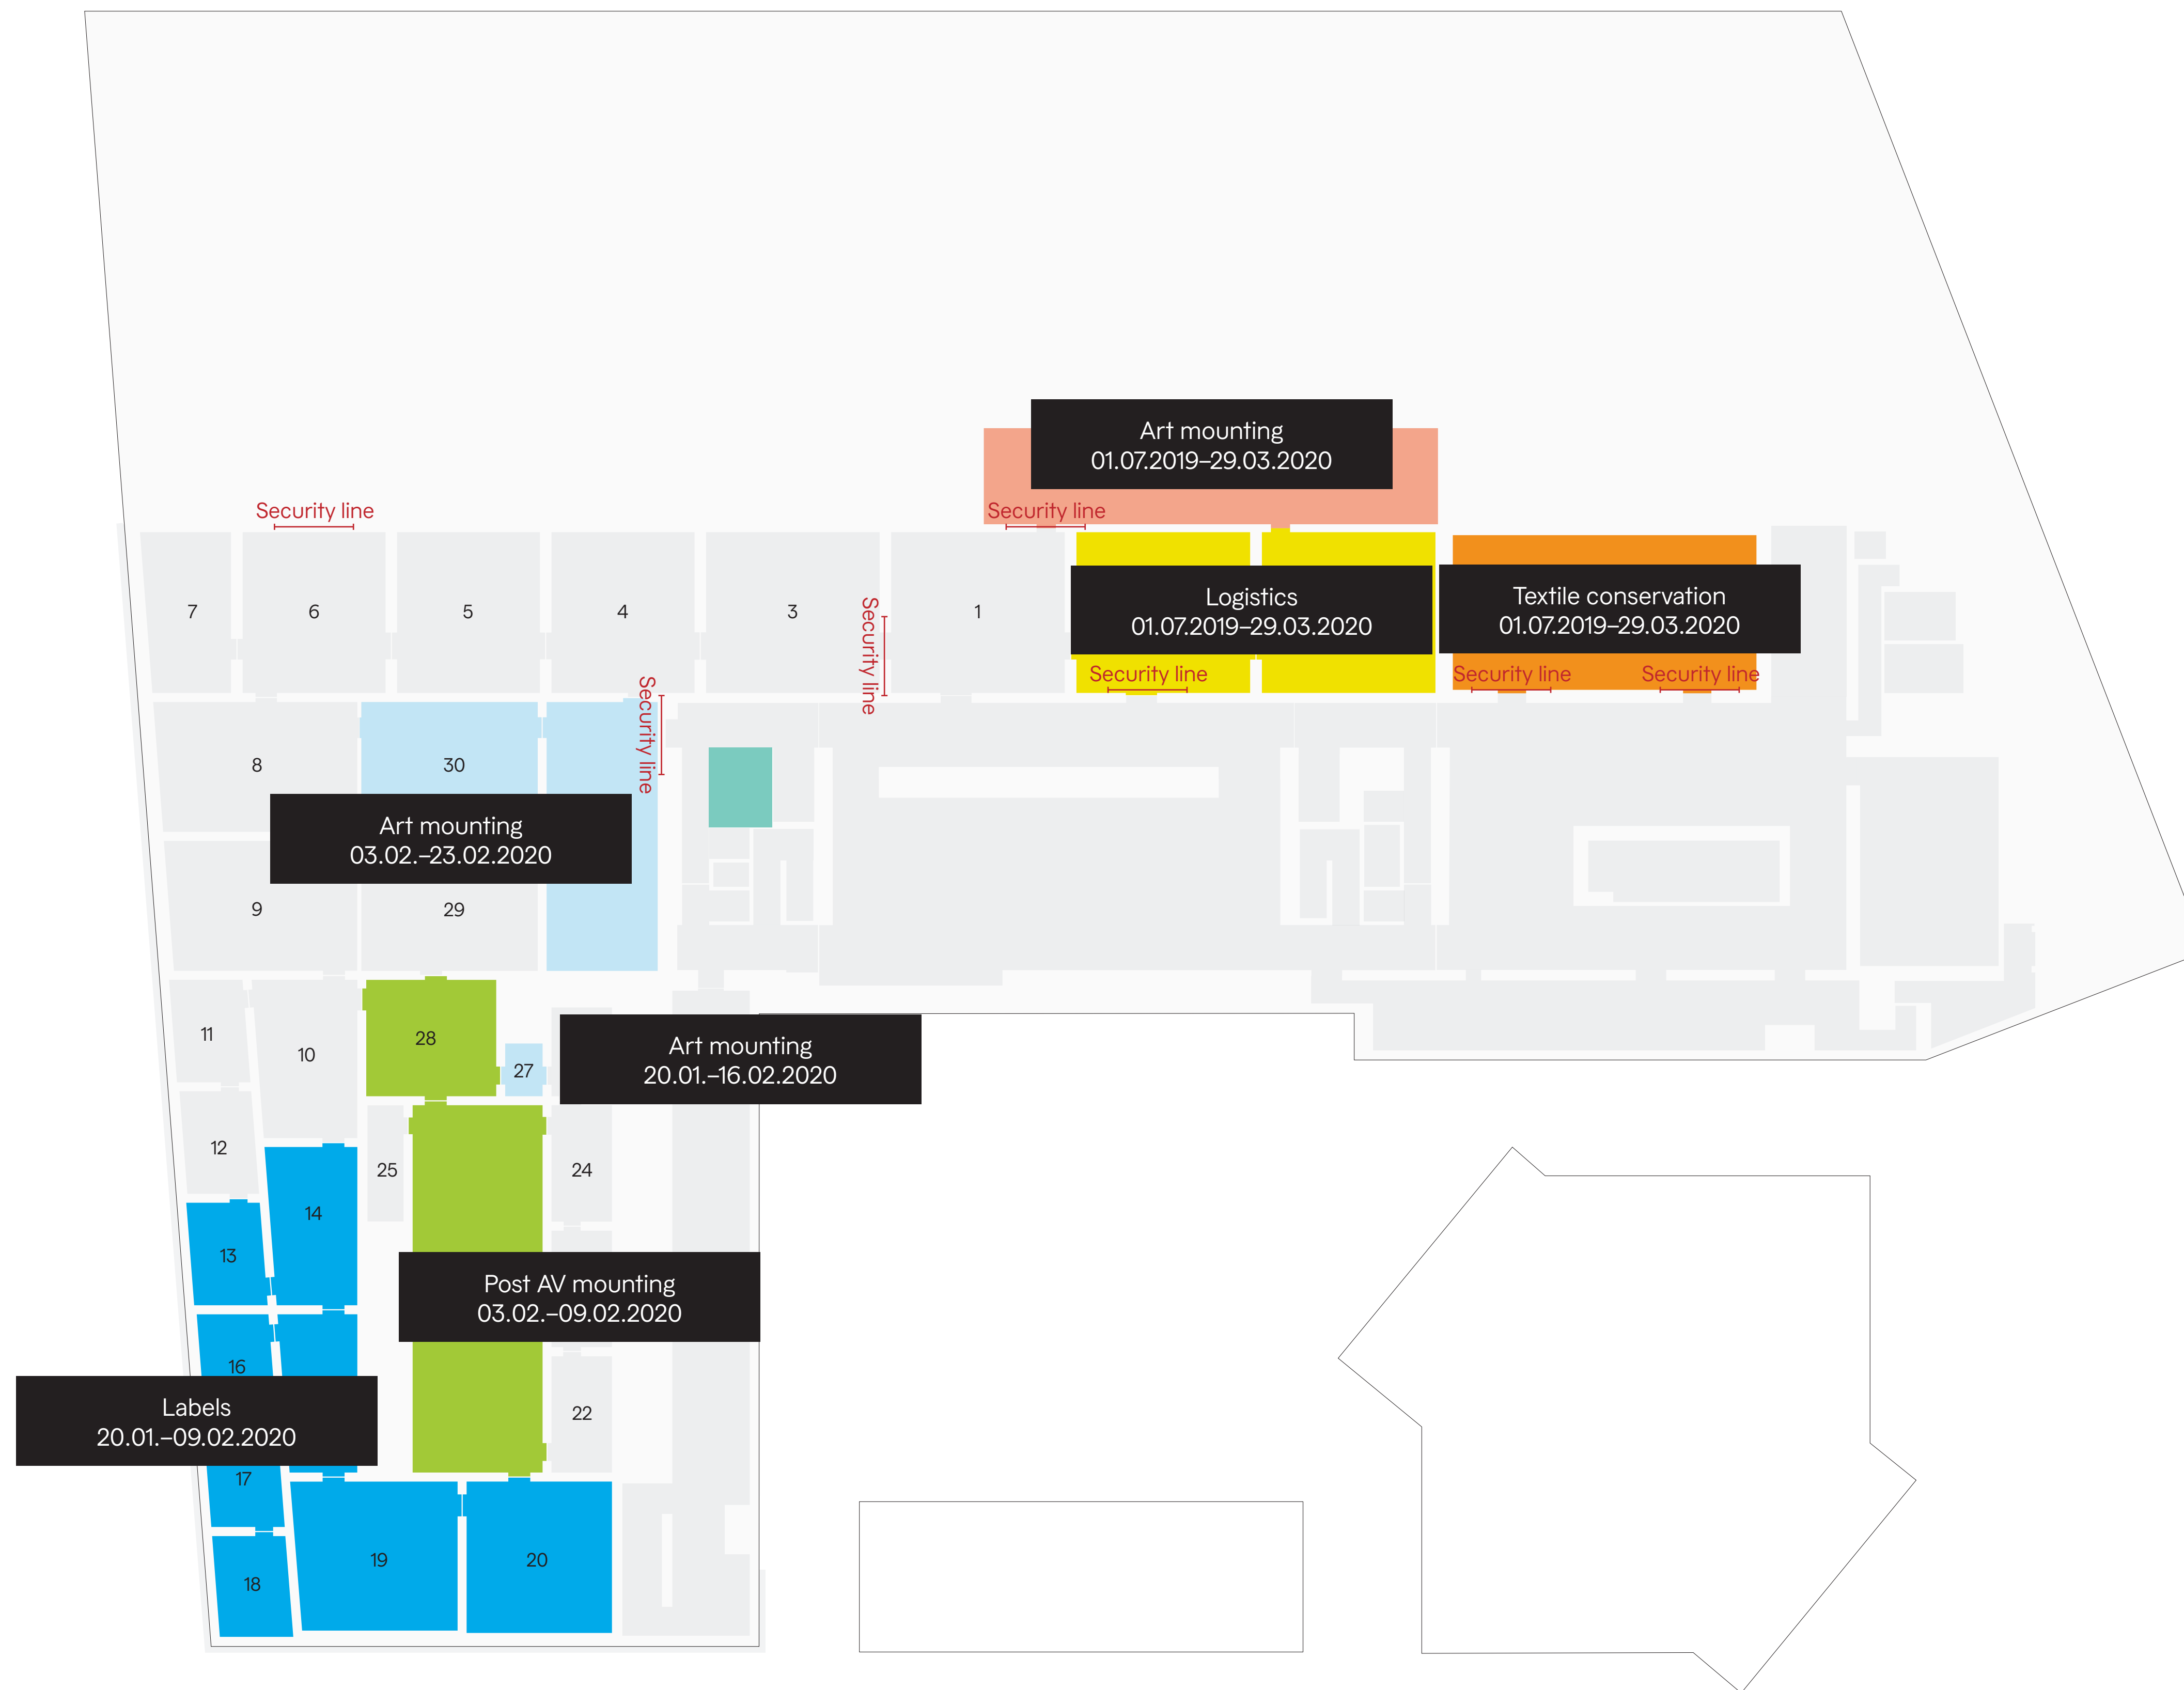 Art mounting
01.07.2019–29.03.2020
Security line
Security line
7
6
5
4
3
Security line
1
Logistics
01.07.2019–29.03.2020
Security line
Textile conservation
01.07.2019–29.03.2020
Security line
Security line
Security line
8
30
Art mounting
03.02.–23.02.2020
9
29
11
10
28
27
Art mounting
20.01.–16.02.2020
12
25
24
14
13
Post AV mounting
03.02.–09.02.2020
16
22
Labels
20.01.–09.02.2020
17
19
20
18